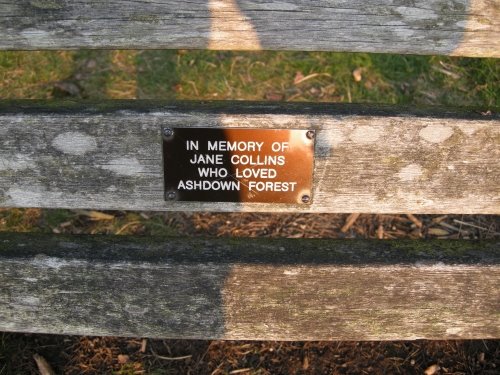 IN MEMORY OF
JANE COLLINS
WHO LOVED
ASHDOWN FOREST